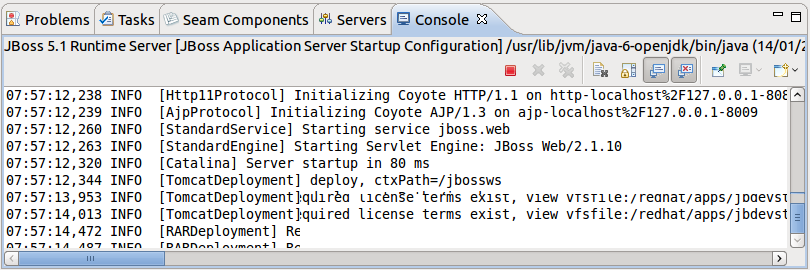 Problems Tasks Seam Components Servers Console
JBoss 5.1 Runtime Server [JBoss Application Server Startup Configuration] /usr/lib/jvm/java-6-openjdk/bin/java (14/01/2
07:57:12,238 INFO [Http11Protocol] Initializing Coyote HTTP/1.1 on http-localhost%2F127.0.0.1-808
07:57:12,239 INFO [AjpProtocol] Initializing Coyote AJP/1.3 on ajp-localhost%2F127.0.0.1-8009
07:57:12,260 INFO [StandardService] Starting service jboss.web
07:57:12,263 INFO [StandardEngine] Starting Servlet Engine: JBoss Web/2.1.10
07:57:12,320 INFO [Catalina] Server startup in 80 ms
07:57:12,344 INFO [TomcatDeployment] deploy, ctxPath=/jbossws
07:57:13,953 INFO [TomcatDeployment] quired license terms exist, view vfsfile:/redhat/apps/jbdevst
07:57:14,013 INFO [TomcatDeployment] quired license terms exist, view vfsfile:/redhat/apps/jbdevst
07:57:14,472 INFO [RARDeployment] Re
07:57:14,487 INFO [RARDeployment] Re